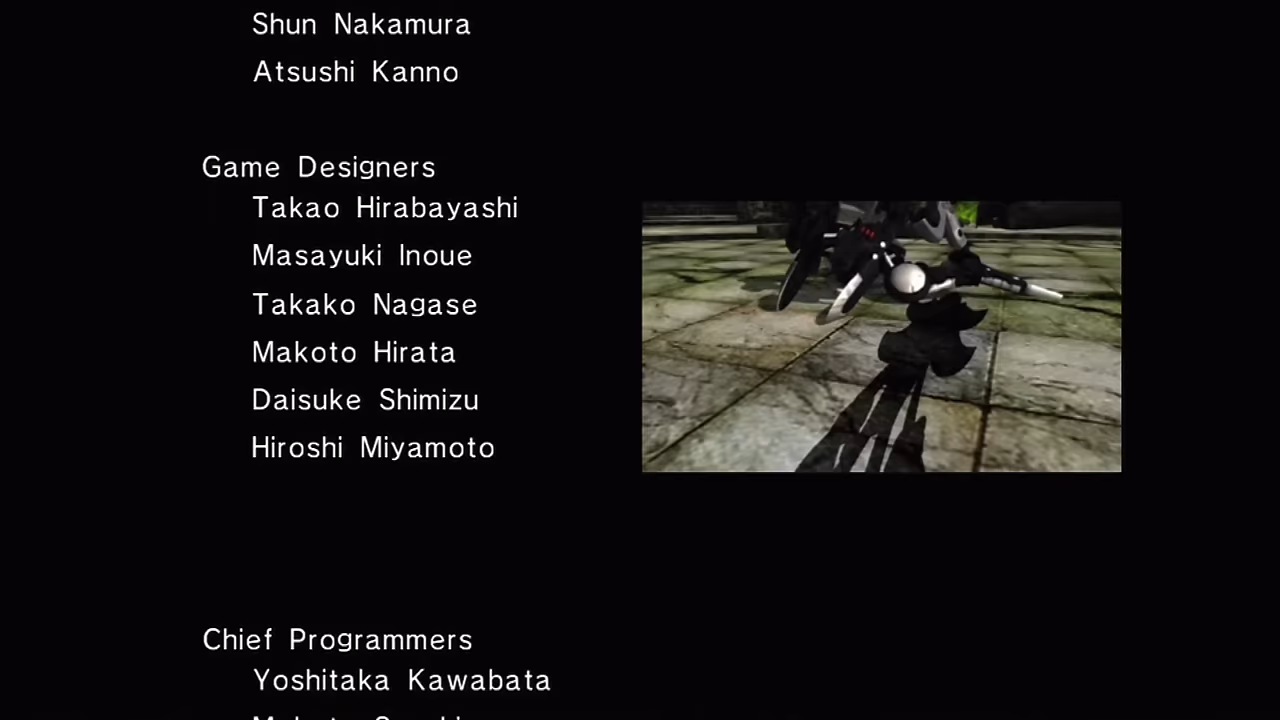 Shun Nakamura
Atsushi Kanno
Game Designers
Takao Hirabayashi
Masayuki Inoue
Takako Nagase
Makoto Hirata
Daisuke Shimizu
Hiroshi Miyamoto
Chief Programmers
Yoshitaka Kawabata